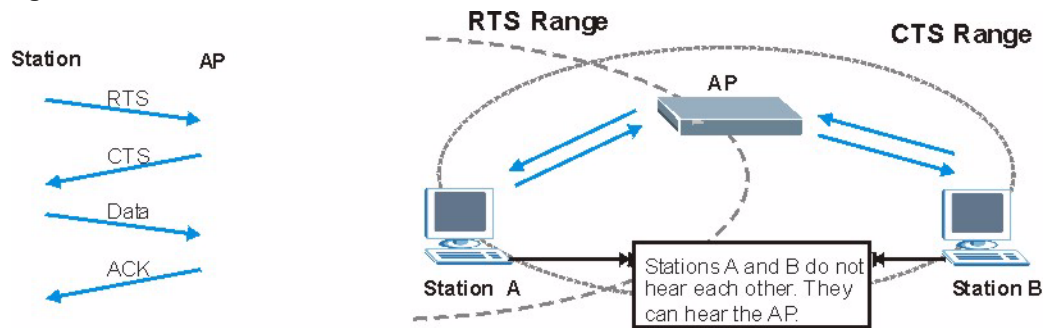 RTS Range
CTS Range
Station
AP
AP
RTS
CTS
Data
ACK
Station A
Stations A and B do not
hear each other. They
can hear the AP.
Station B